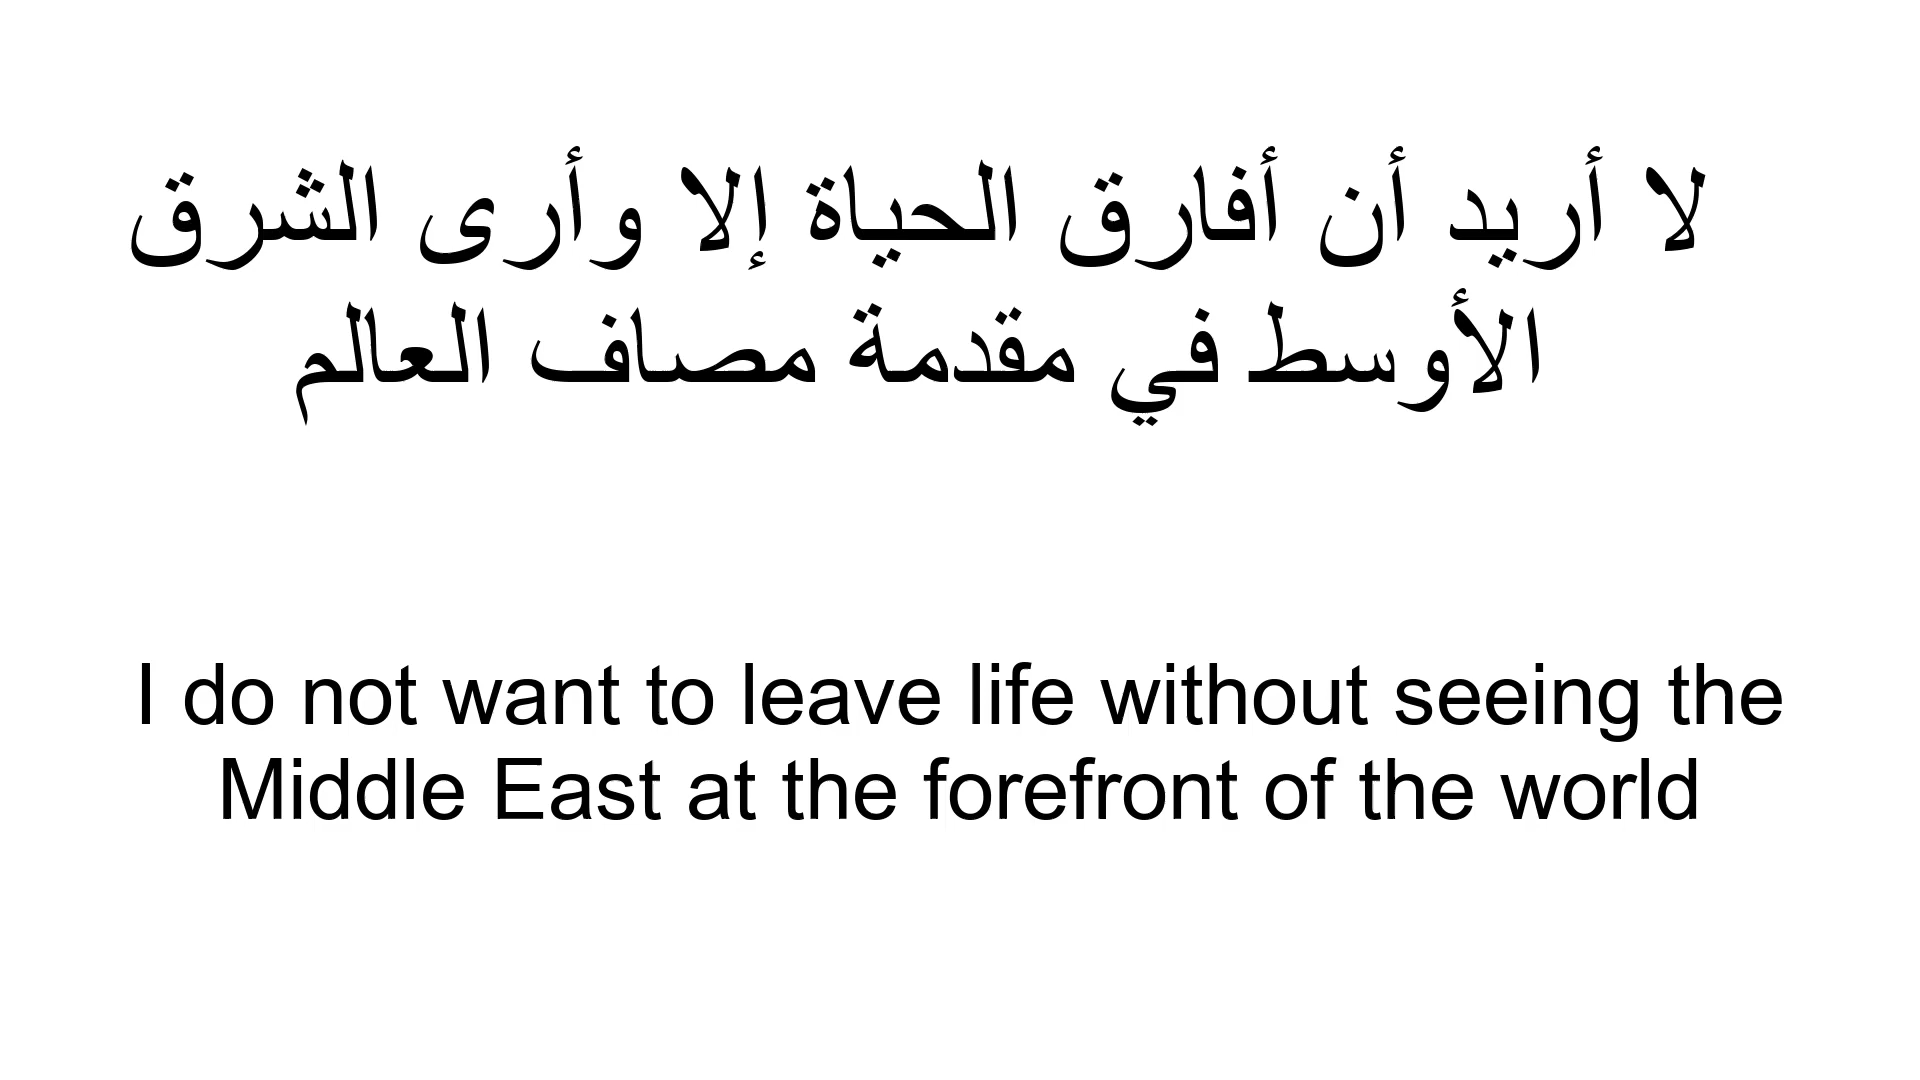 لا أريد أن أفارق الحياة إلا وأرى الشرق
الأوسط في مقدمة مصاف العالم
I do not want to leave life without seeing the
Middle East at the forefront of the world